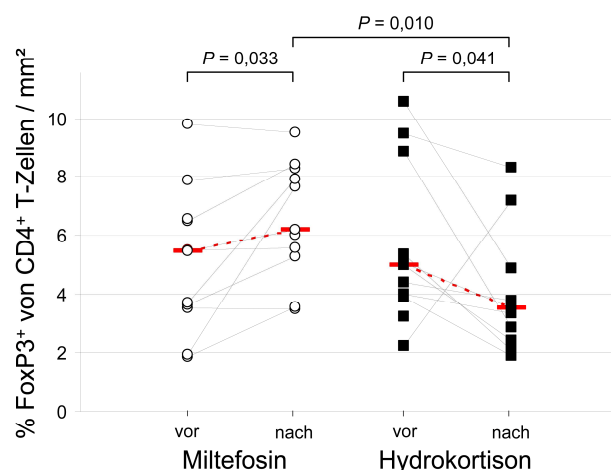 P = 0,010
P = 0,033
P = 0,041
% FoxP3⁺ von CD4⁺ T-Zellen / mm²
10
8
6
4
2
0
vor
nach
vor
nach
Miltefosin
Hydrokortison